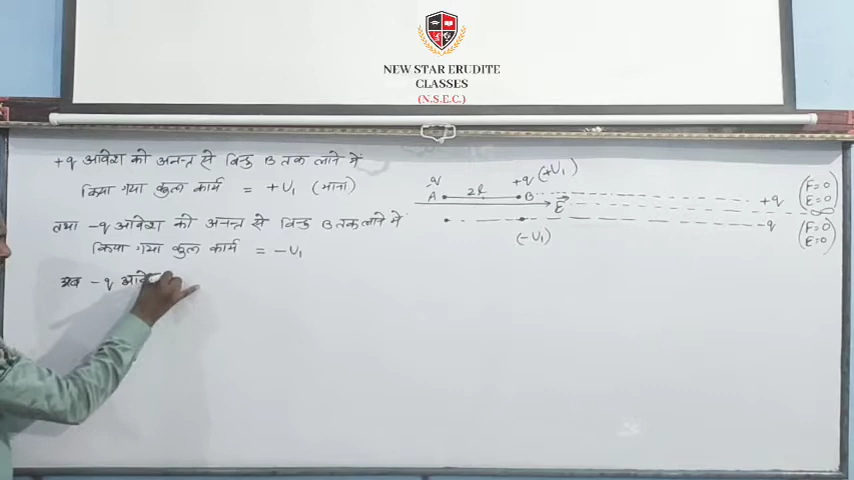 NEW STAR ERUDITE
CLASSES
(N.S.E.C.)
+q आवेश को अनन्त से बिन्दु B तक लाने में
किया गया कुल कार्य = +U₁ (माना)
तथा -q आवेश को अनन्त से बिन्दु B तक लाने में
किया गया कुल कार्य = -U₁
अब -q आवे
-q +q (+U₁)
A 2l B +q (F=0
E⃗ E=0)
∞
-q (F=0
(-U₁) E=0)